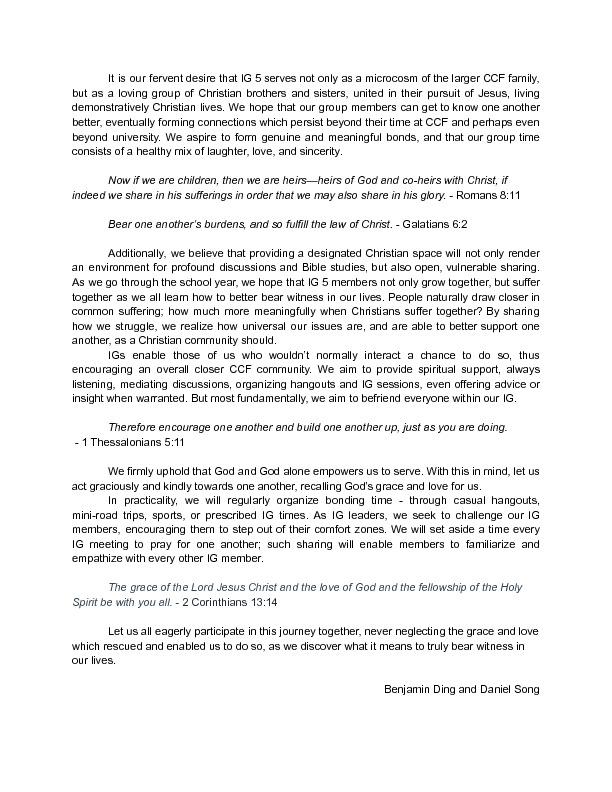 It is our fervent desire that IG 5 serves not only as a microcosm of the larger CCF family,
but as a loving group of Christian brothers and sisters, united in their pursuit of Jesus, living
demonstratively Christian lives. We hope that our group members can get to know one another
better, eventually forming connections which persist beyond their time at CCF and perhaps even
beyond university. We aspire to form genuine and meaningful bonds, and that our group time
consists of a healthy mix of laughter, love, and sincerity.
Now if we are children, then we are heirs—heirs of God and co-heirs with Christ, if
indeed we share in his sufferings in order that we may also share in his glory. - Romans 8:11
Bear one another’s burdens, and so fulfill the law of Christ. - Galatians 6:2
Additionally, we believe that providing a designated Christian space will not only render
an environment for profound discussions and Bible studies, but also open, vulnerable sharing.
As we go through the school year, we hope that IG 5 members not only grow together, but suffer
together as we all learn how to better bear witness in our lives. People naturally draw closer in
common suffering; how much more meaningfully when Christians suffer together? By sharing
how we struggle, we realize how universal our issues are, and are able to better support one
another, as a Christian community should.
IGs enable those of us who wouldn’t normally interact a chance to do so, thus
encouraging an overall closer CCF community. We aim to provide spiritual support, always
listening, mediating discussions, organizing hangouts and IG sessions, even offering advice or
insight when warranted. But most fundamentally, we aim to befriend everyone within our IG.
Therefore encourage one another and build one another up, just as you are doing.
- 1 Thessalonians 5:11
We firmly uphold that God and God alone empowers us to serve. With this in mind, let us
act graciously and kindly towards one another, recalling God’s grace and love for us.
In practicality, we will regularly organize bonding time - through casual hangouts,
mini-road trips, sports, or prescribed IG times. As IG leaders, we seek to challenge our IG
members, encouraging them to step out of their comfort zones. We will set aside a time every
IG meeting to pray for one another; such sharing will enable members to familiarize and
empathize with every other IG member.
The grace of the Lord Jesus Christ and the love of God and the fellowship of the Holy
Spirit be with you all. - 2 Corinthians 13:14
Let us all eagerly participate in this journey together, never neglecting the grace and love
which rescued and enabled us to do so, as we discover what it means to truly bear witness in
our lives.
Benjamin Ding and Daniel Song